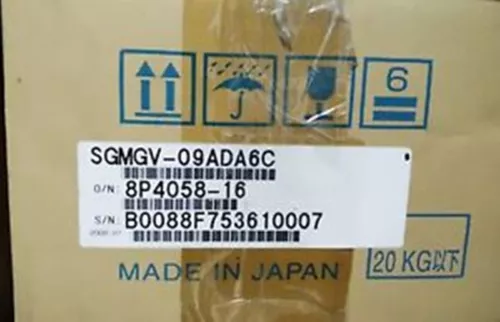 6
SGMGV-09ADA6C
O/N: 8P4058-16
S/N: B0088F753610007
MADE IN JAPAN
20 KG以下